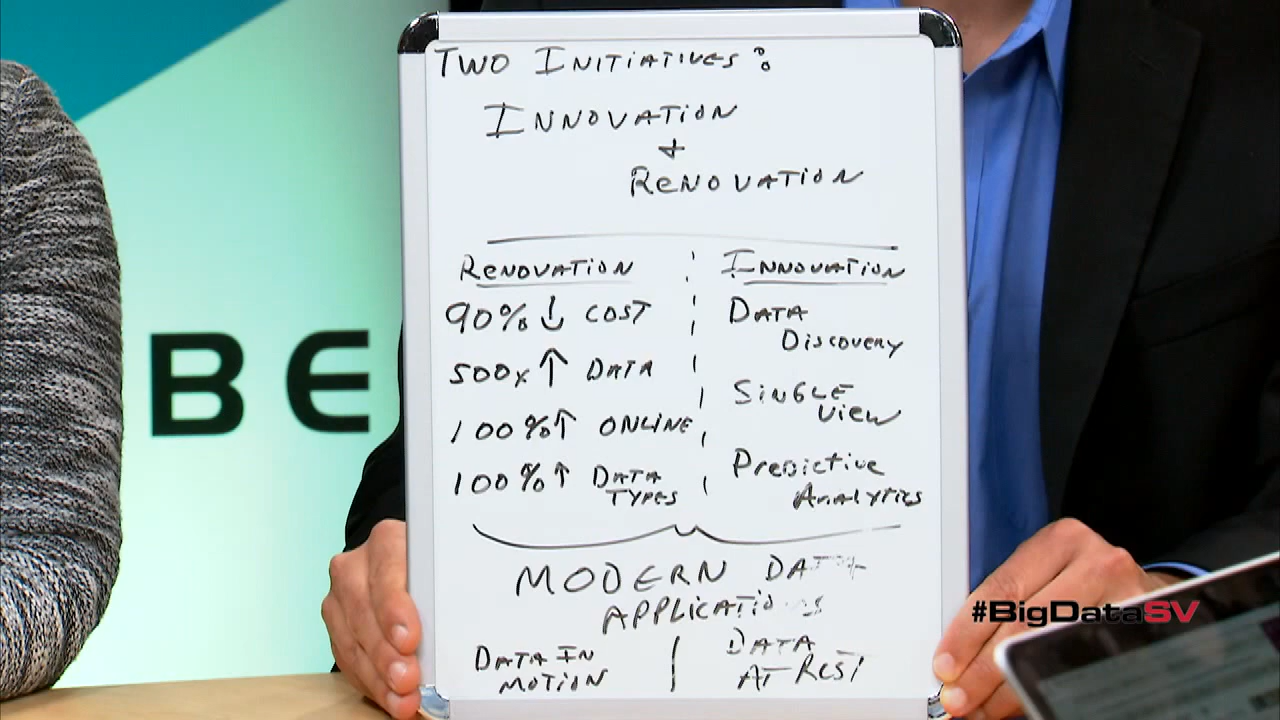 TWO INITIATIVES:
INNOVATION
+
RENOVATION
RENOVATION
90% ↓ COST
500x ↑ DATA
100% ↑ ONLINE
100% ↑ DATA
TYPES
INNOVATION
DATA
DISCOVERY
SINGLE
VIEW
PREDICTIVE
ANALYTICS
MODERN DATA
APPLICATIONS
DATA IN
MOTION
DATA
AT REST
BE
#BigDataSV